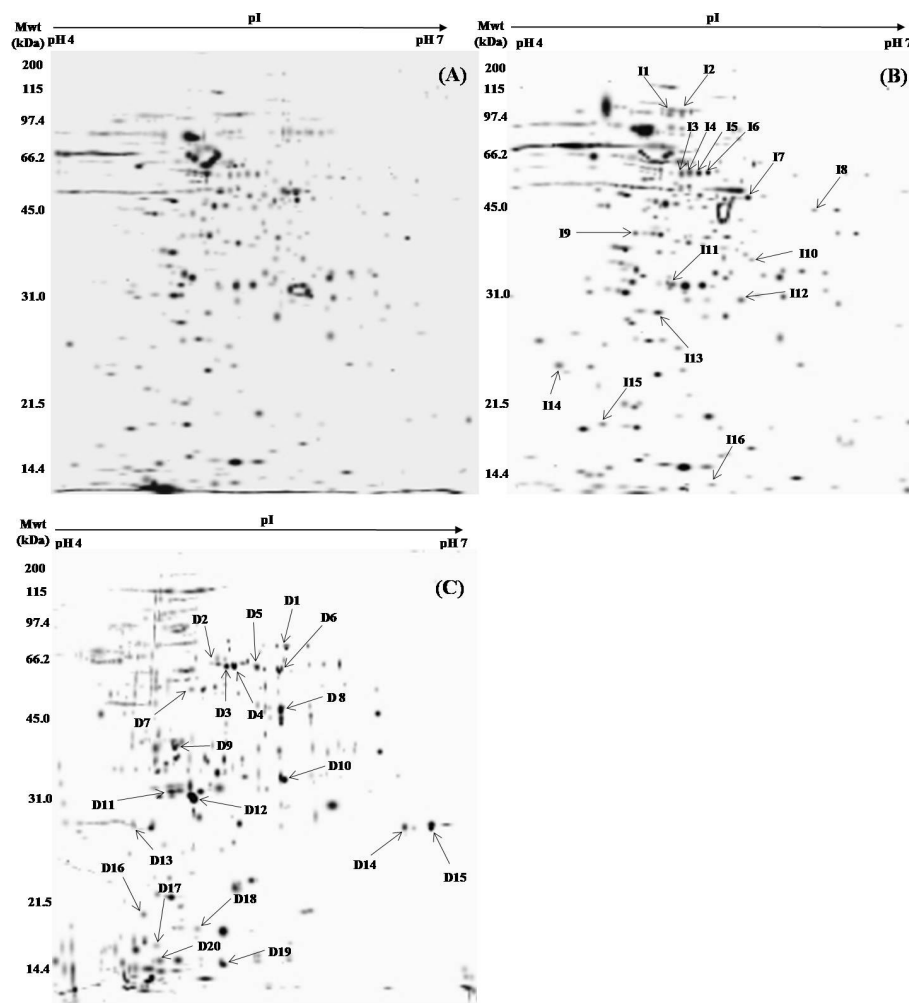 pI
Mwt
(kDa)
pH 4
pH 7
200
115
97.4
66.2
45.0
31.0
21.5
14.4
(A)
pI
Mwt
(kDa)
pH 4
pH 7
200
115
97.4
66.2
45.0
31.0
21.5
14.4
(B)
I1
I2
I3 I4 I5 I6
I7
I8
I9
I10
I11
I12
I13
I14
I15
I16
pI
Mwt
(kDa)
pH 4
pH 7
200
115
97.4
66.2
45.0
31.0
21.5
14.4
(C)
D1
D2
D5
D6
D3
D4
D7
D 8
D9
D10
D11
D12
D13
D14
D15
D16
D17
D18
D20
D19